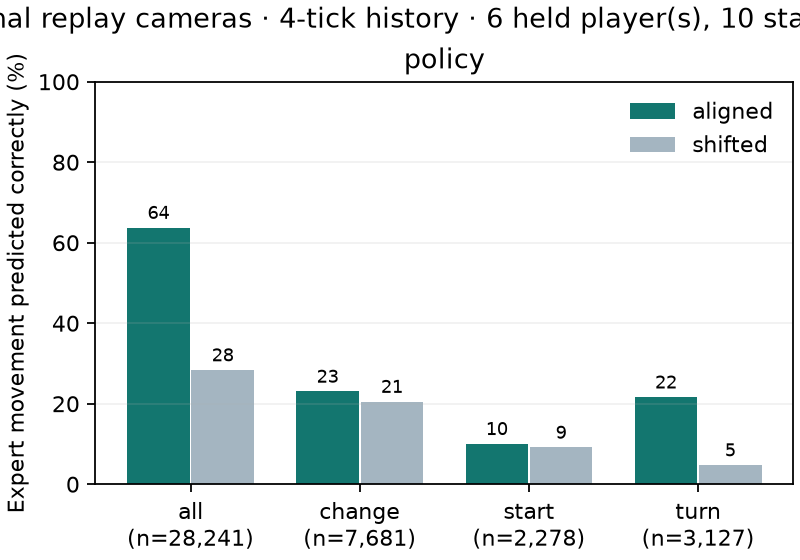 nal replay cameras · 4-tick history · 6 held player(s), 10 sta
policy
Expert movement predicted correctly (%)
100
80
60
40
20
0
aligned
shifted
64
28
23
21
10
9
22
5
all
(n=28,241)
change
(n=7,681)
start
(n=2,278)
turn
(n=3,127)